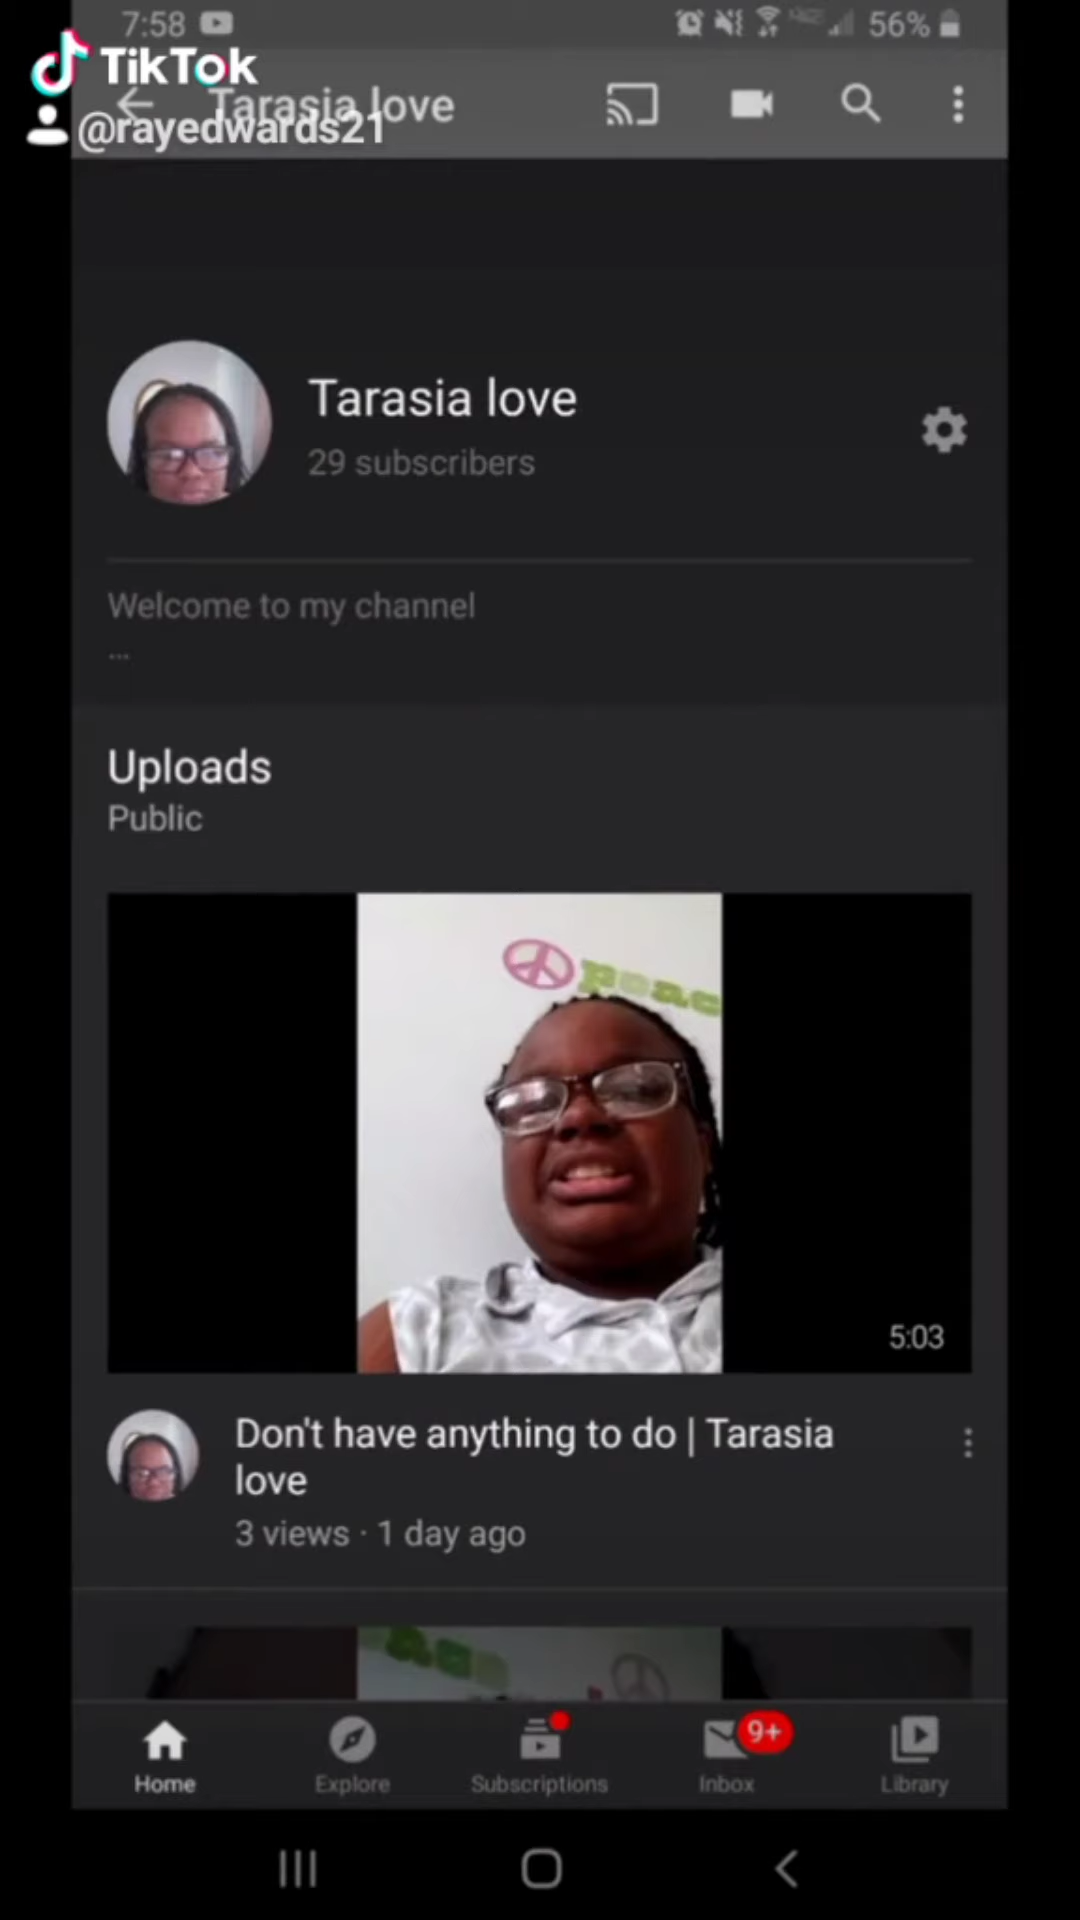 7:58
56%
TikTok
Tarasia love
@rayedwards21
Tarasia love
29 subscribers
Welcome to my channel
...
Uploads
Public
peac
5:03
Don't have anything to do | Tarasia
love
3 views · 1 day ago
9+
Home
Explore
Subscriptions
Inbox
Library